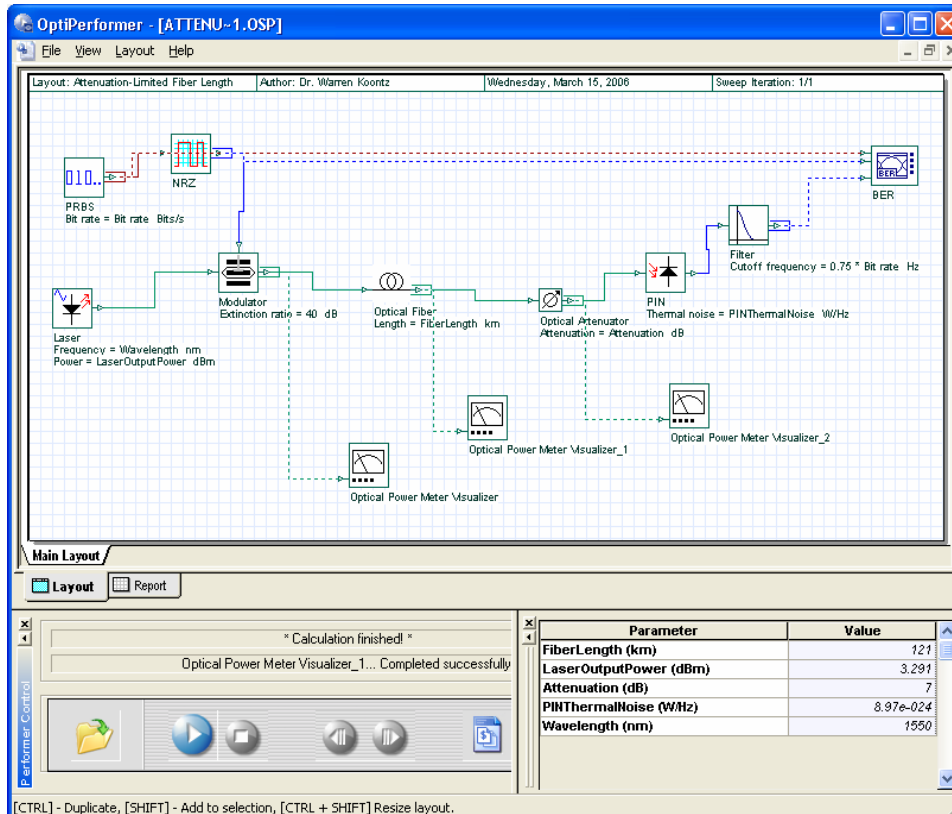 OptiPerformer - [ATTENU~1.OSP]
File View Layout Help
Layout: Attenuation-Limited Fiber Length Author: Dr. Warren Koontz Wednesday, March 15, 2006 Sweep Iteration: 1/1
PRBS
Bit rate = Bit rate Bits/s
NRZ
BER
BER
Filter
Cutoff frequency = 0.75 * Bit rate Hz
Modulator
Extinction ratio = 40 dB
Optical Fiber
Length = FiberLength km
Optical Attenuator
Attenuation = Attenuation dB
PIN
Thermal noise = PINThermalNoise W/Hz
Laser
Frequency = Wavelength nm
Power = LaserOutputPower dBm
Optical Power Meter Visualizer_2
Optical Power Meter Visualizer_1
Optical Power Meter Visualizer
Main Layout
Layout Report
* Calculation finished! *
Optical Power Meter Visualizer_1... Completed successfully
Performer Control
Parameter Value
FiberLength (km) 121
LaserOutputPower (dBm) 3.291
Attenuation (dB) 7
PINThermalNoise (W/Hz) 8.97e-024
Wavelength (nm) 1550
[CTRL] - Duplicate, [SHIFT] - Add to selection, [CTRL + SHIFT] Resize layout.